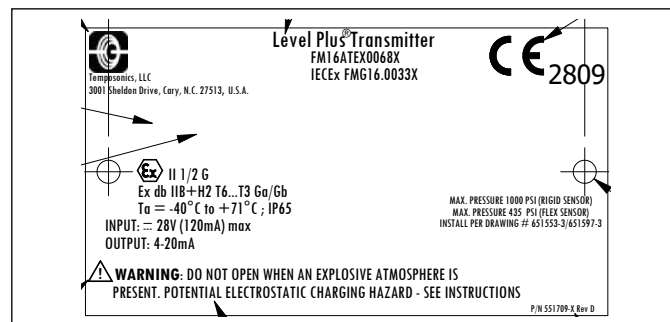 Level Plus® Transmitter
FM16ATEX0068X
IECEx FMG16.0033X
CE 2809
Temposonics, LLC
3001 Sheldon Drive, Cary, N.C. 27513, U.S.A.
Ex II 1/2 G
Ex db IIB+H2 T6...T3 Ga/Gb
Ta = -40°C to +71°C ; IP65
INPUT: ⎓ 28V (120mA) max
OUTPUT: 4-20mA
MAX. PRESSURE 1000 PSI (RIGID SENSOR)
MAX. PRESSURE 435 PSI (FLEX SENSOR)
INSTALL PER DRAWING # 651553-3/651597-3
WARNING: DO NOT OPEN WHEN AN EXPLOSIVE ATMOSPHERE IS
PRESENT. POTENTIAL ELECTROSTATIC CHARGING HAZARD - SEE INSTRUCTIONS
P/N 551709-X Rev D